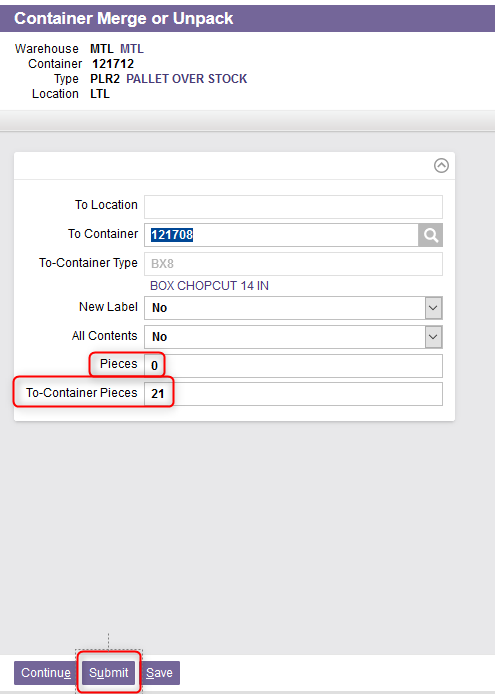 Container Merge or Unpack
Warehouse MTL MTL
Container 121712
Type PLR2 PALLET OVER STOCK
Location LTL
To Location
To Container 121708
To-Container Type BX8
BOX CHOPCUT 14 IN
New Label No
All Contents No
Pieces 0
To-Container Pieces 21
Continue Submit Save